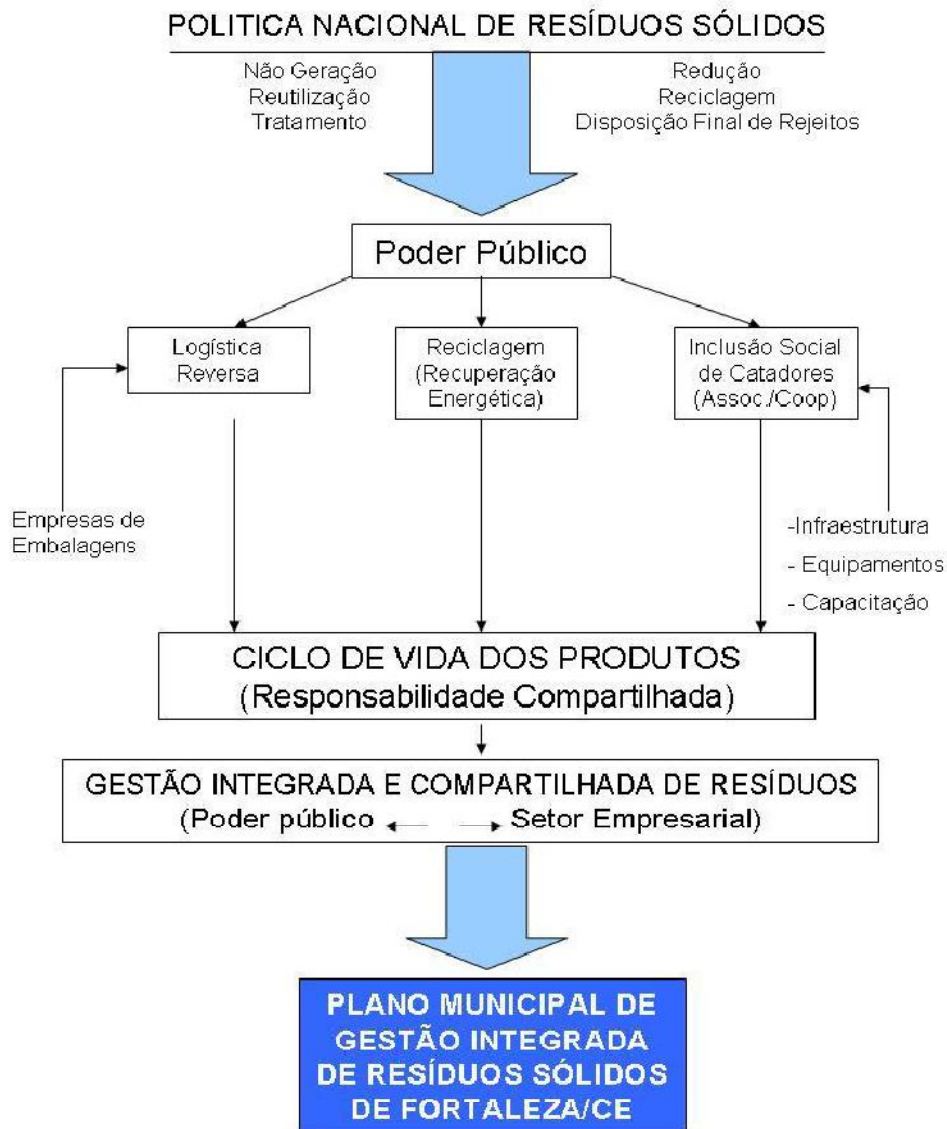 POLITICA NACIONAL DE RESÍDUOS SÓLIDOS
Não Geração
Reutilização
Tratamento
Redução
Reciclagem
Disposição Final de Rejeitos
Poder Público
Logística
Reversa
Reciclagem
(Recuperação
Energética)
Inclusão Social
de Catadores
(Assoc./Coop)
Empresas de
Embalagens
-Infraestrutura
- Equipamentos
- Capacitação
CICLO DE VIDA DOS PRODUTOS
(Responsabilidade Compartilhada)
GESTÃO INTEGRADA E COMPARTILHADA DE RESÍDUOS
(Poder público Setor Empresarial)
PLANO MUNICIPAL DE
GESTÃO INTEGRADA
DE RESÍDUOS SÓLIDOS
DE FORTALEZA/CE